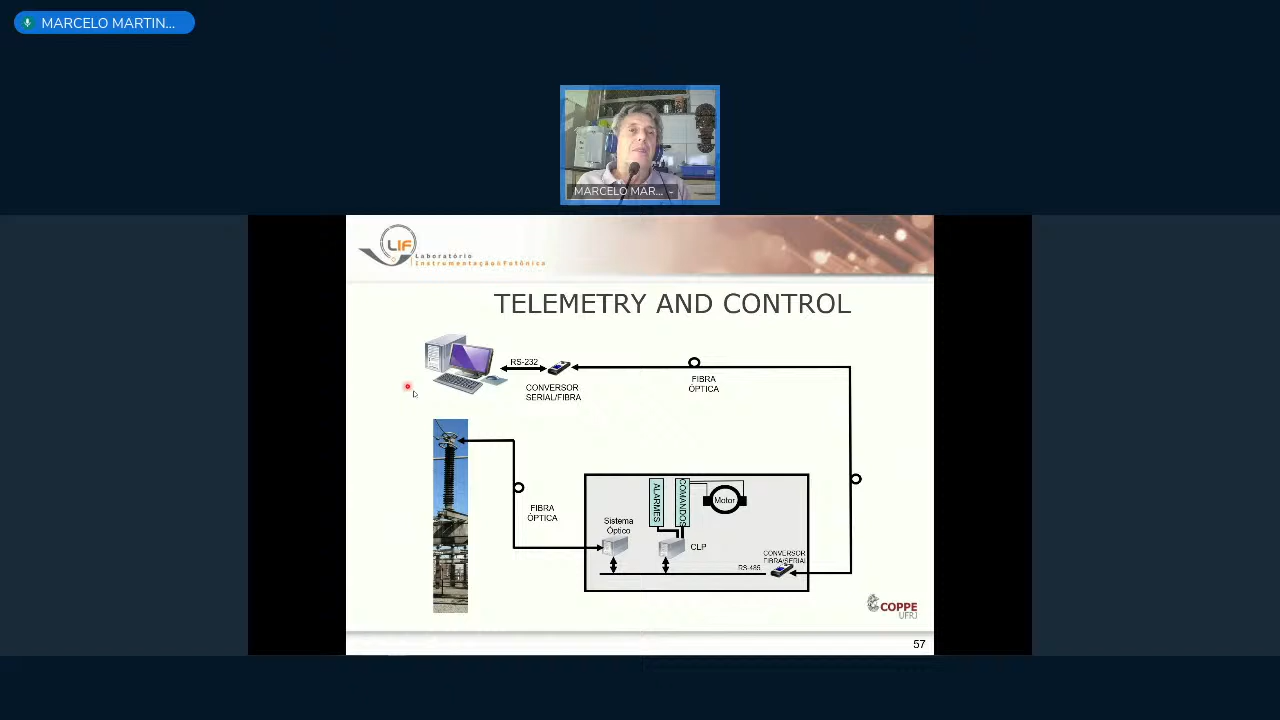 MARCELO MARTIN...
MARCELO MAR...
LIF
Laboratório
Instrumentação&Fotônica
TELEMETRY AND CONTROL
RS-232
CONVERSOR
SERIAL/FIBRA
FIBRA
ÓPTICA
FIBRA
ÓPTICA
Sistema
Óptico
ALARMES
COMANDOS
Motor
CLP
CONVERSOR
FIBRA/SERIAL
RS-485
COPPE
UFRJ
57